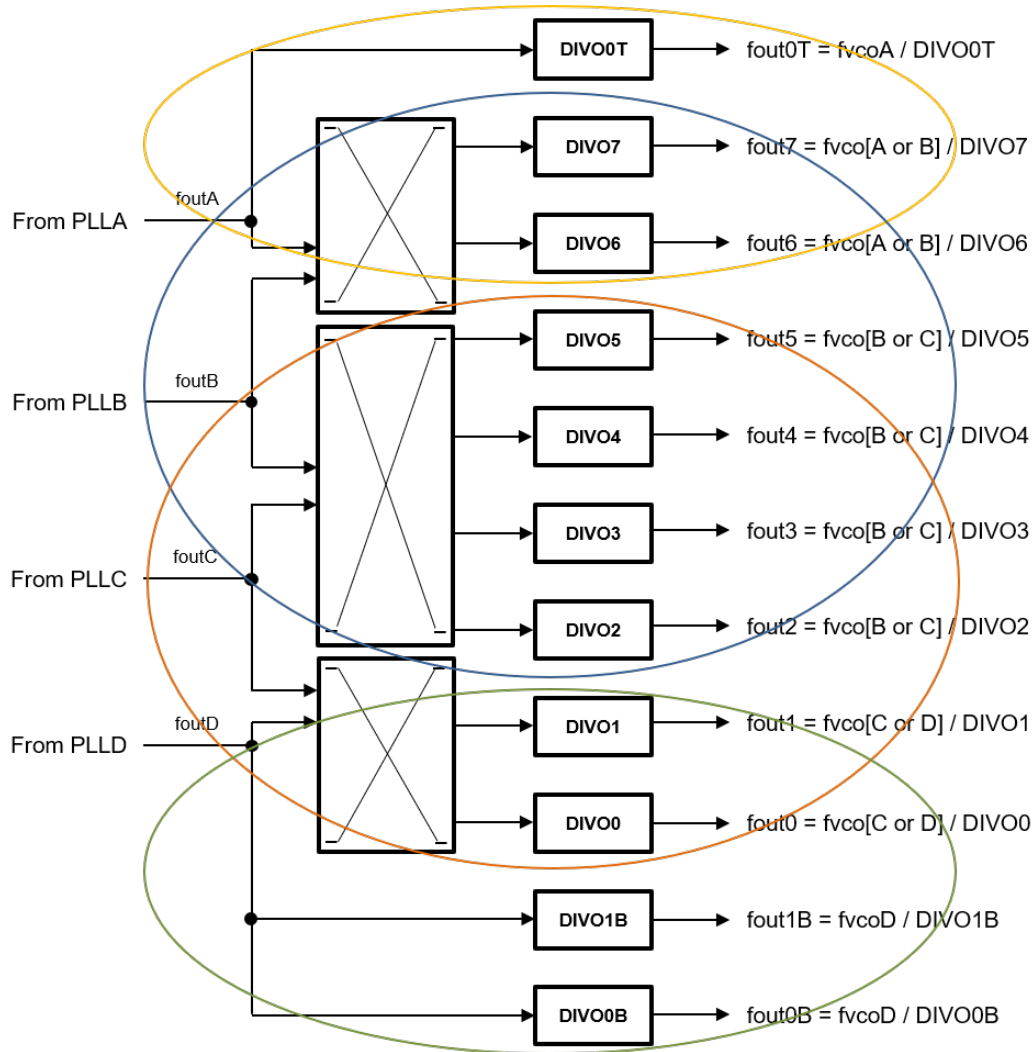 DIVO0T fout0T = fvcoA / DIVO0T
DIVO7 fout7 = fvco[A or B] / DIVO7
foutA
From PLLA
DIVO6 fout6 = fvco[A or B] / DIVO6
DIVO5 fout5 = fvco[B or C] / DIVO5
foutB
From PLLB
DIVO4 fout4 = fvco[B or C] / DIVO4
DIVO3 fout3 = fvco[B or C] / DIVO3
foutC
From PLLC
DIVO2 fout2 = fvco[B or C] / DIVO2
foutD
DIVO1 fout1 = fvco[C or D] / DIVO1
From PLLD
DIVO0 fout0 = fvco[C or D] / DIVO0
DIVO1B fout1B = fvcoD / DIVO1B
DIVO0B fout0B = fvcoD / DIVO0B